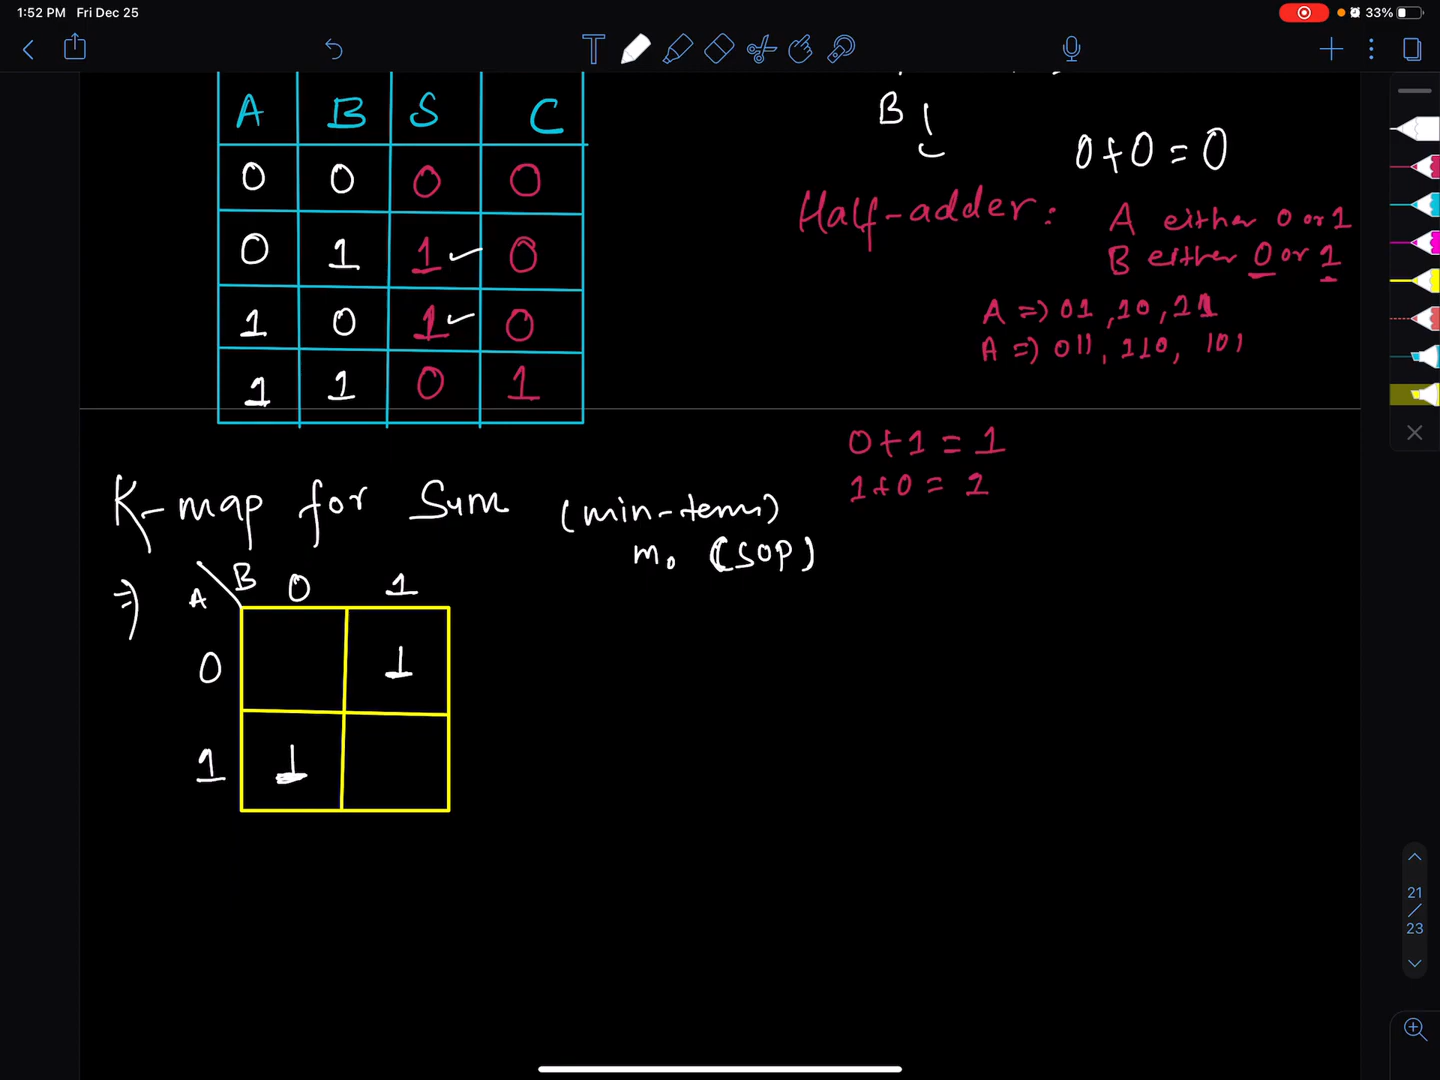 1:52 PM Fri Dec 25
33%
A B S C
0 0 0 0
0 1 1 0
1 0 1 0
1 1 0 1
B 1
0+0=0
Half-adder: A either 0 or 1
B either 0 or 1
A => 01, 10, 11
A => 011, 110, 101
0+1=1
1+0=1
K-map for Sum (min-term)
m₀ (SOP)
=> A B 0 1
0 1
1 1
21
/
23